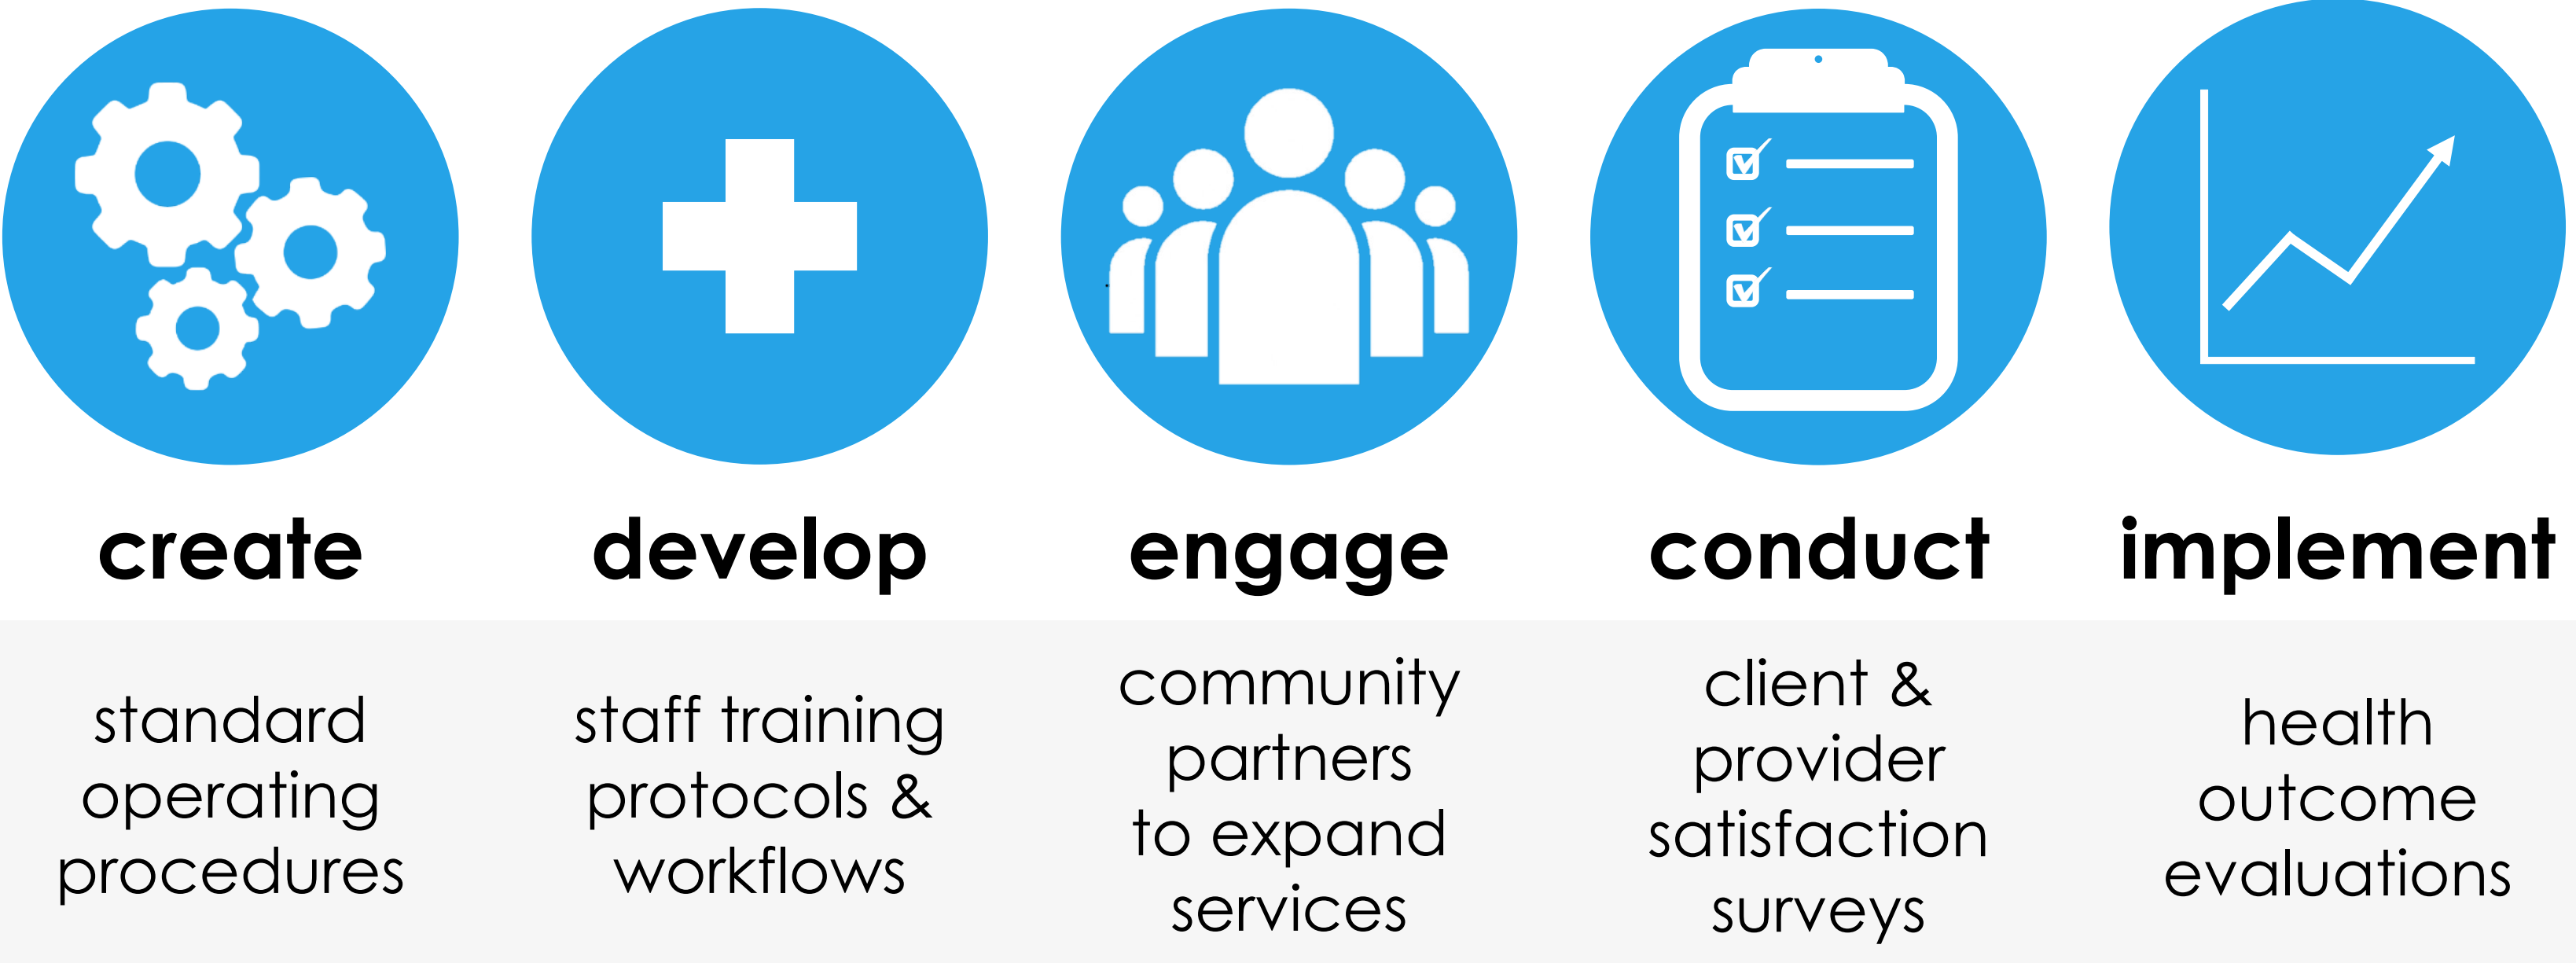 create
standard
operating
procedures
develop
staff training
protocols &
workflows
engage
community
partners
to expand
services
conduct
client &
provider
satisfaction
surveys
implement
health
outcome
evaluations